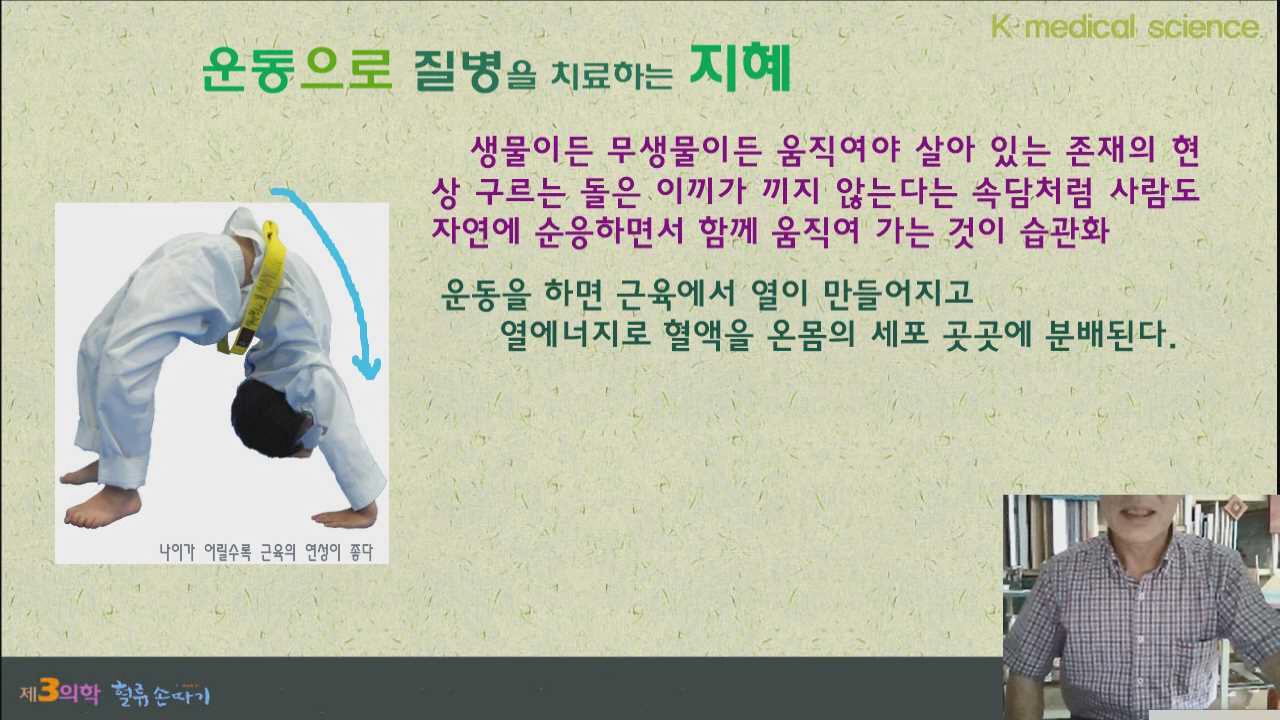 K medical science
운동으로 질병을 치료하는 지혜
생물이든 무생물이든 움직여야 살아 있는 존재의 현
상 구르는 돌은 이끼가 끼지 않는다는 속담처럼 사람도
자연에 순응하면서 함께 움직여 가는 것이 습관화
운동을 하면 근육에서 열이 만들어지고
열에너지로 혈액을 온몸의 세포 곳곳에 분배된다.
나이가 어릴수록 근육의 연성이 좋다
제3의학 혈류 손따기